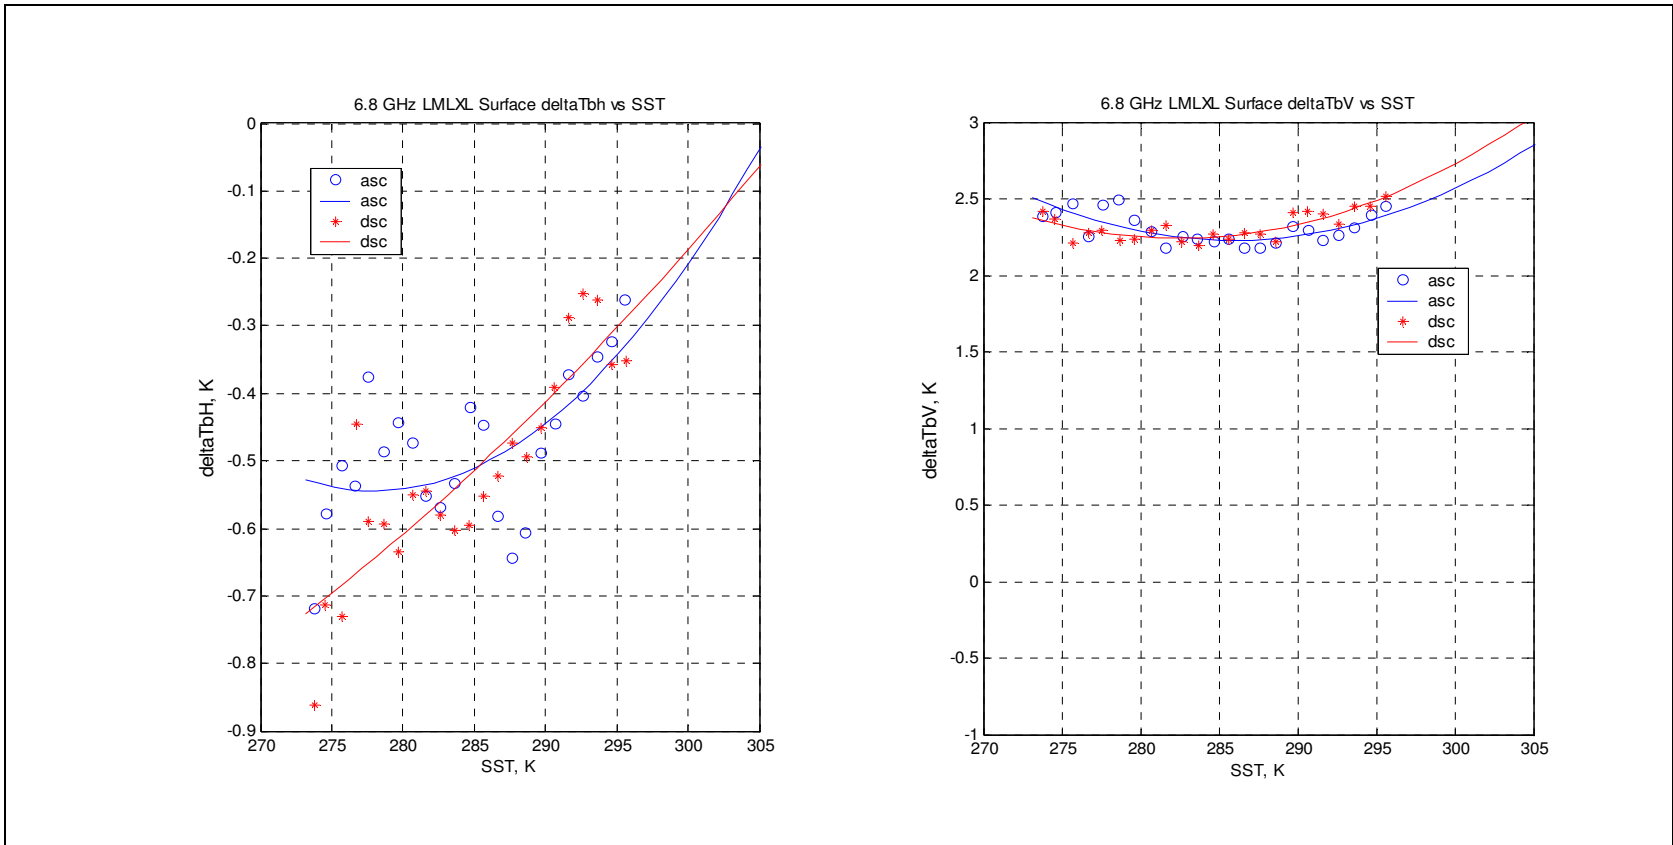 6.8 GHz LMLXL Surface deltaTbh vs SST
0
-0.1
-0.2
-0.3
-0.4
-0.5
-0.6
-0.7
-0.8
-0.9
deltaTbH, K
asc
asc
dsc
dsc
270 275 280 285 290 295 300 305
SST, K
6.8 GHz LMLXL Surface deltaTbV vs SST
3
2.5
2
1.5
1
0.5
0
-0.5
-1
deltaTbV, K
asc
asc
dsc
dsc
270 275 280 285 290 295 300 305
SST, K